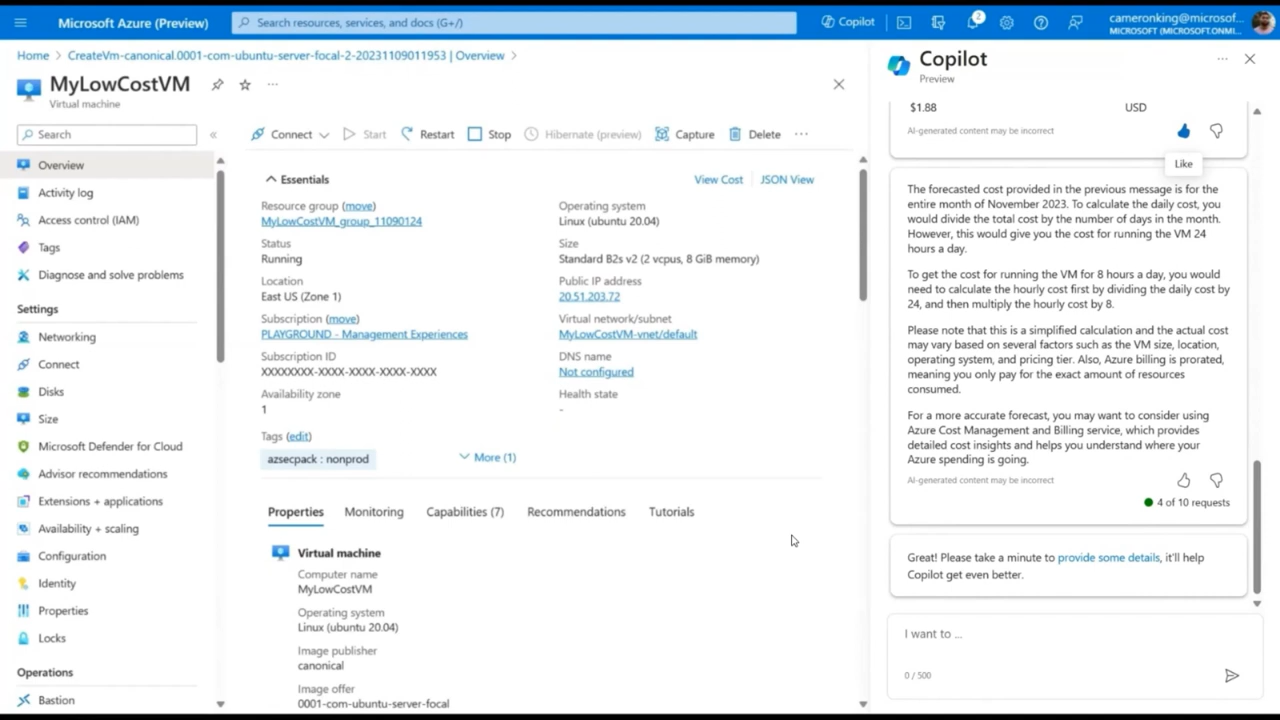 Microsoft Azure (Preview)
Search resources, services, and docs (G+/)
Copilot
2
cameronking@microsof...
MICROSOFT (MICROSOFT.ONMI...
Home > CreateVm-canonical.0001-com-ubuntu-server-focal-2-20231109011953 | Overview >
MyLowCostVM
Virtual machine
Search
Overview
Activity log
Access control (IAM)
Tags
Diagnose and solve problems
Settings
Networking
Connect
Disks
Size
Microsoft Defender for Cloud
Advisor recommendations
Extensions + applications
Availability + scaling
Configuration
Identity
Properties
Locks
Operations
Bastion
Connect
Start
Restart
Stop
Hibernate (preview)
Capture
Delete
Essentials
View Cost
JSON View
Resource group (move)
MyLowCostVM_group_11090124
Status
Running
Location
East US (Zone 1)
Subscription (move)
PLAYGROUND - Management Experiences
Subscription ID
XXXXXXXX-XXXX-XXXX-XXXX-XXXX
Availability zone
1
Operating system
Linux (ubuntu 20.04)
Size
Standard B2s v2 (2 vcpus, 8 GiB memory)
Public IP address
20.51.203.72
Virtual network/subnet
MyLowCostVM-vnet/default
DNS name
Not configured
Health state
-
Tags (edit)
azsecpack : nonprod
More (1)
Properties
Monitoring
Capabilities (7)
Recommendations
Tutorials
Virtual machine
Computer name
MyLowCostVM
Operating system
Linux (ubuntu 20.04)
Image publisher
canonical
Image offer
0001-com-ubuntu-server-focal
Copilot
Preview
$1.88
USD
AI-generated content may be incorrect
Like
The forecasted cost provided in the previous message is for the
entire month of November 2023. To calculate the daily cost, you
would divide the total cost by the number of days in the month.
However, this would give you the cost for running the VM 24
hours a day.
To get the cost for running the VM for 8 hours a day, you would
need to calculate the hourly cost first by dividing the daily cost by
24, and then multiply the hourly cost by 8.
Please note that this is a simplified calculation and the actual cost
may vary based on several factors such as the VM size, location,
operating system, and pricing tier. Also, Azure billing is prorated,
meaning you only pay for the exact amount of resources
consumed.
For a more accurate forecast, you may want to consider using
Azure Cost Management and Billing service, which provides
detailed cost insights and helps you understand where your
Azure spending is going.
AI-generated content may be incorrect
4 of 10 requests
Great! Please take a minute to provide some details, it'll help
Copilot get even better.
I want to ...
0 / 500